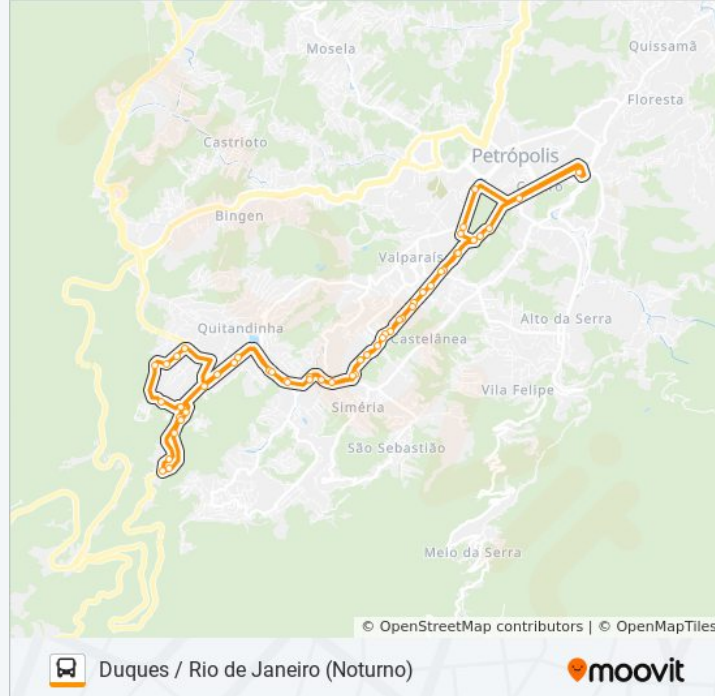 Mosela
Quissamã
Floresta
Castrioto
Petrópolis
Bingen
Valparaís
Quitandinha
Alto da Serra
Castelânea
Vila Felipe
Siméria
São Sebastião
Meio da Serra
© OpenStreetMap contributors | © OpenMapTiles
Duques / Rio de Janeiro (Noturno)
moovit